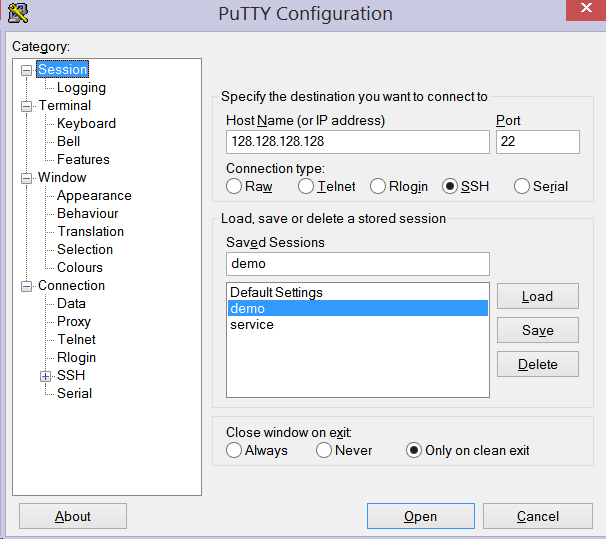 PuTTY Configuration
Category:
Session
Logging
Terminal
Keyboard
Bell
Features
Window
Appearance
Behaviour
Translation
Selection
Colours
Connection
Data
Proxy
Telnet
Rlogin
SSH
Serial
Specify the destination you want to connect to
Host Name (or IP address) Port
128.128.128.128 22
Connection type:
Raw Telnet Rlogin SSH Serial
Load, save or delete a stored session
Saved Sessions
demo
Default Settings
demo
service
Load
Save
Delete
Close window on exit:
Always Never Only on clean exit
About Open Cancel